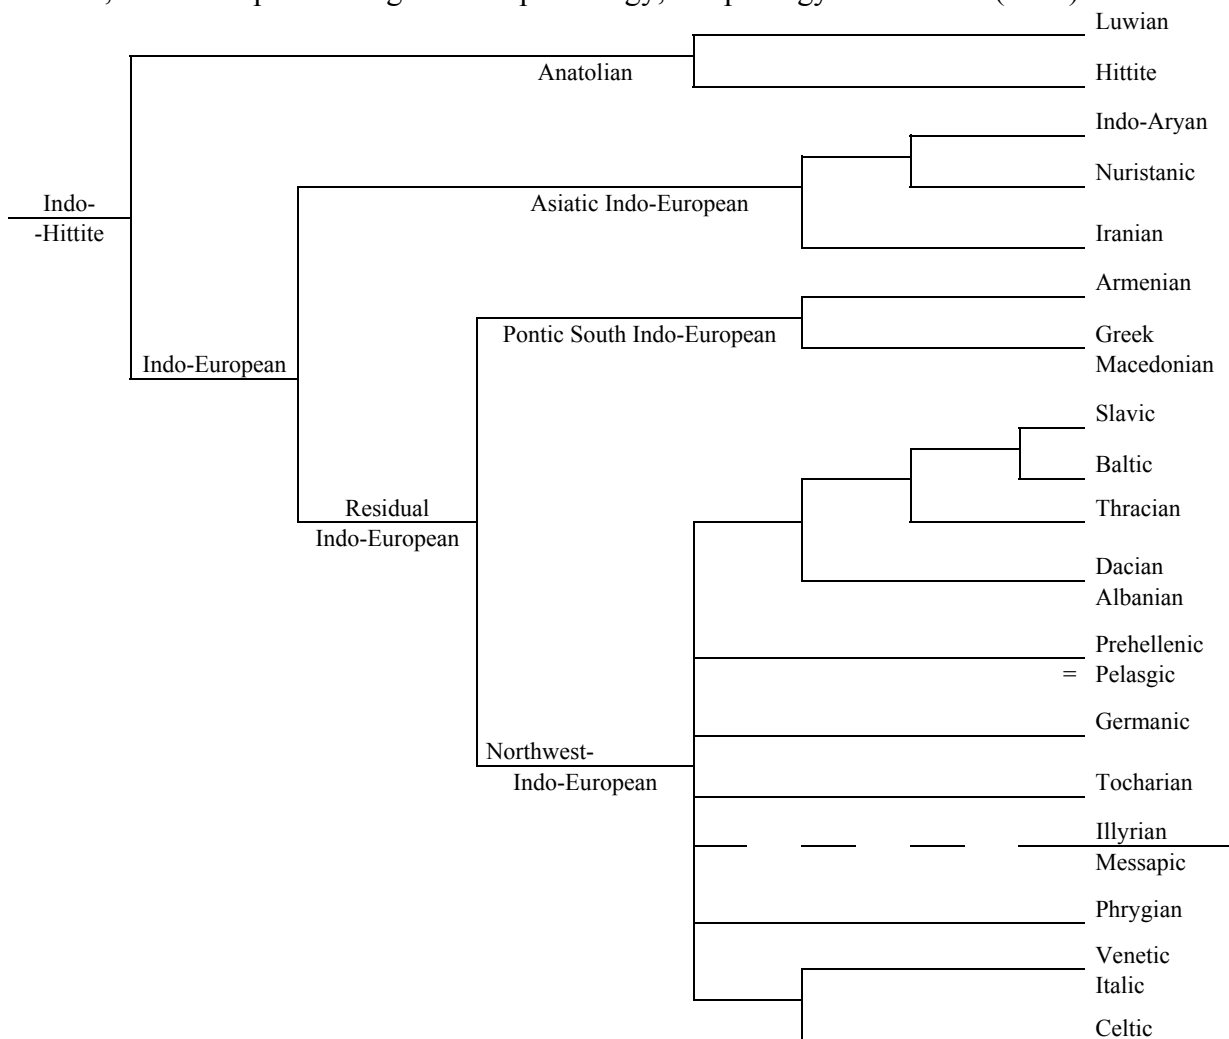 Luwian
Anatolian
Hittite
Indo-Aryan
Nuristanic
Indo-
-Hittite
Asiatic Indo-European
Iranian
Armenian
Pontic South Indo-European
Greek
Macedonian
Indo-European
Slavic
Baltic
Residual
Indo-European
Thracian
Dacian
Albanian
Prehellenic
= Pelasgic
Germanic
Northwest-
Indo-European
Tocharian
Illyrian
Messapic
Phrygian
Venetic
Italic
Celtic